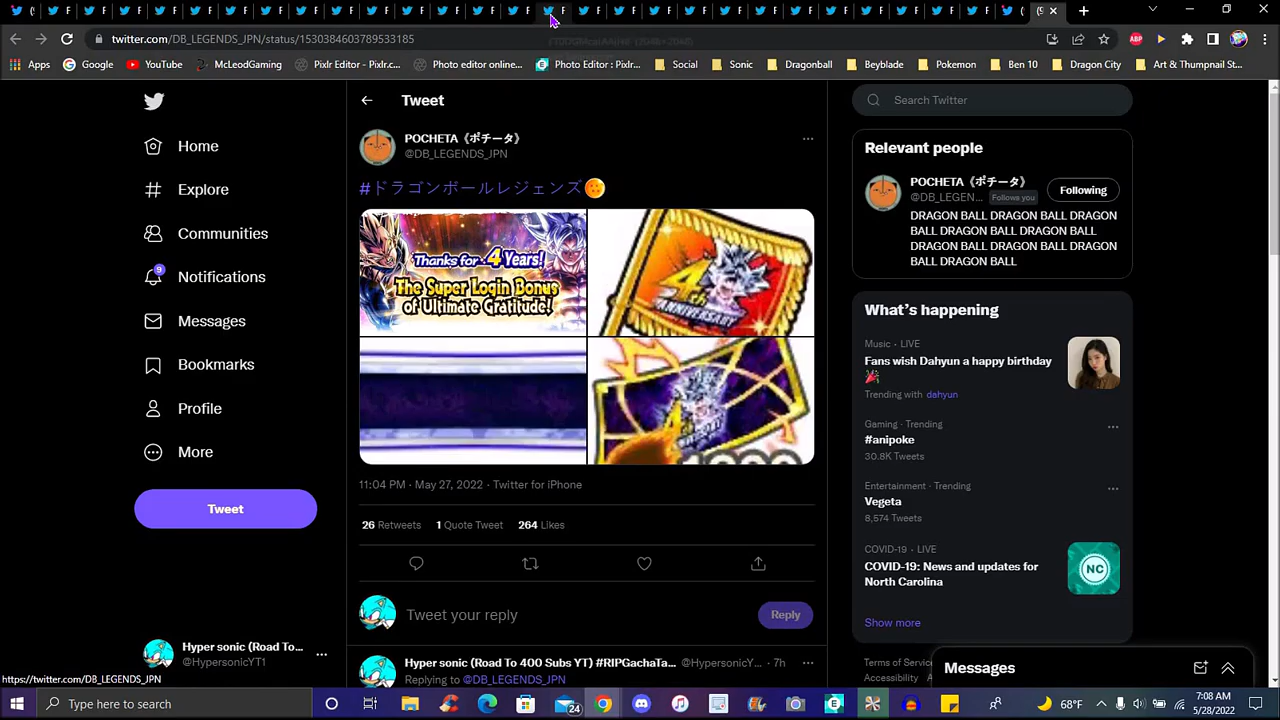 F F F F F F F F F F F F F F F F F F F F F F F F F F F (
(
twitter.com/DB_LEGENDS_JPN/status/1530384603789533185
Apps Google YouTube McLeodGaming Pixlr Editor - Pixlr.c... Photo editor online... Photo Editor : Pixlr... Social Sonic Dragonball Beyblade Pokemon Ben 10 Dragon City Art & Thumpnail St...
Home
Explore
Communities
Notifications
9
Messages
Bookmarks
Profile
More
Tweet
Hyper sonic (Road To...
@HypersonicYT1
https://twitter.com/DB_LEGENDS_JPN
Tweet
POCHETA《ポチータ》
@DB_LEGENDS_JPN
#ドラゴンボールレジェンズ
Thanks for 4 Years!
The Super Login Bonus
of Ultimate Gratitude!
4th
ANNIVERSARY
11:04 PM · May 27, 2022 · Twitter for iPhone
26 Retweets 1 Quote Tweet 264 Likes
Tweet your reply
Reply
Hyper sonic (Road To 400 Subs YT) #RIPGachaTa... @HypersonicY... · 7h
Replying to @DB_LEGENDS_JPN
Search Twitter
Relevant people
POCHETA《ポチータ》
@DB_LEGEN... Follows you
Following
DRAGON BALL DRAGON BALL DRAGON
BALL DRAGON BALL DRAGON BALL
DRAGON BALL DRAGON BALL DRAGON
BALL DRAGON BALL
What's happening
Music · LIVE
Fans wish Dahyun a happy birthday
Trending with dahyun
Gaming · Trending
#anipoke
30.8K Tweets
Entertainment · Trending
Vegeta
8,574 Tweets
COVID-19 · LIVE
COVID-19: News and updates for
North Carolina
NC
Show more
Terms of Service
Accessibility
Messages
Type here to search
24
68°F
7:08 AM
5/28/2022